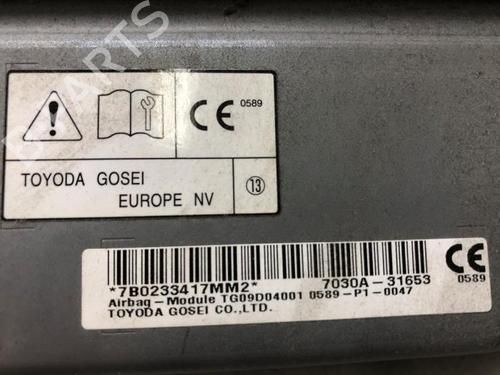 CE 0589
TOYODA GOSEI
EUROPE NV
13
*7B0233417MM2* 7030A-31653
Airbag-Module TG09D04001 0589-P1-0047
TOYODA GOSEI CO.,LTD.
CE
0589
PARTS